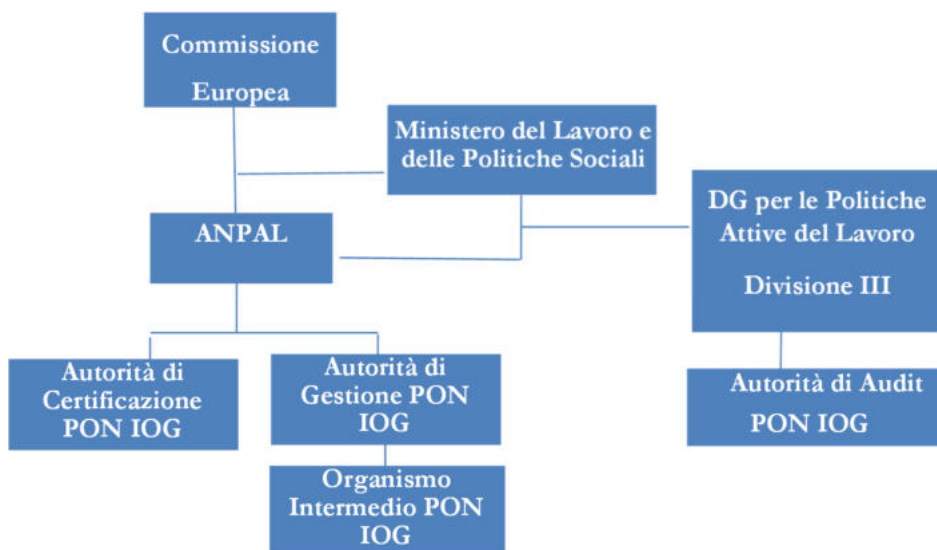 Commissione
Europea
Ministero del Lavoro e
delle Politiche Sociali
DG per le Politiche
Attive del Lavoro
Divisione III
ANPAL
Autorità di
Certificazione
PON IOG
Autorità di
Gestione PON
IOG
Autorità di Audit
PON IOG
Organismo
Intermedio PON
IOG